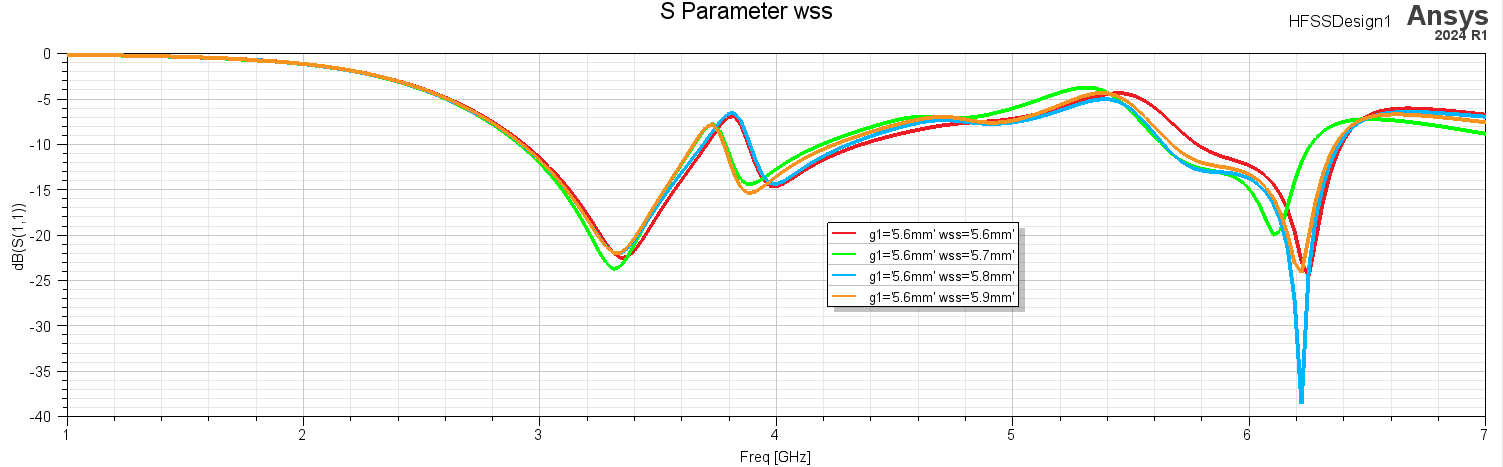 S Parameter wss
HFSSDesign1
Ansys
2024 R1
0
-5
-10
-15
-20
-25
-30
-35
-40
dB(S(1,1))
g1='5.6mm' wss='5.6mm'
g1='5.6mm' wss='5.7mm'
g1='5.6mm' wss='5.8mm'
g1='5.6mm' wss='5.9mm'
1 2 3 4 5 6 7
Freq [GHz]